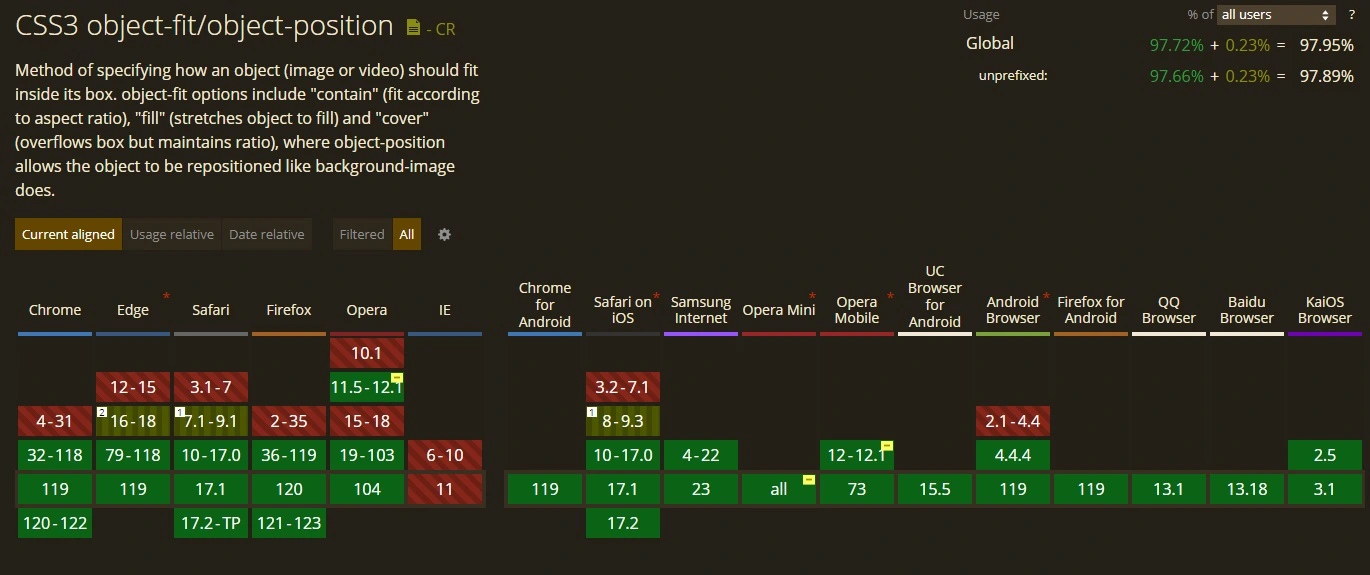 CSS3 object-fit/object-position - CR
Usage
% of all users ?
Global 97.72% + 0.23% = 97.95%
unprefixed: 97.66% + 0.23% = 97.89%
Method of specifying how an object (image or video) should fit
inside its box. object-fit options include "contain" (fit according
to aspect ratio), "fill" (stretches object to fill) and "cover"
(overflows box but maintains ratio), where object-position
allows the object to be repositioned like background-image
does.
Current aligned Usage relative Date relative Filtered All
Chrome
Edge *
Safari
Firefox
Opera
IE
Chrome
for
Android
Safari on *
iOS
Samsung
Internet
Opera Mini *
Opera *
Mobile
UC
Browser
for
Android
Android *
Browser
Firefox for
Android
QQ
Browser
Baidu
Browser
KaiOS
Browser
10.1
12-15 3.1-7 11.5-12.1 3.2-7.1
4-31 2 16-18 1 7.1-9.1 2-35 15-18 1 8-9.3 2.1-4.4
32-118 79-118 10-17.0 36-119 19-103 6-10 10-17.0 4-22 12-12.1 4.4.4 2.5
119 119 17.1 120 104 11 119 17.1 23 all 73 15.5 119 119 13.1 13.18 3.1
120-122 17.2-TP 121-123 17.2